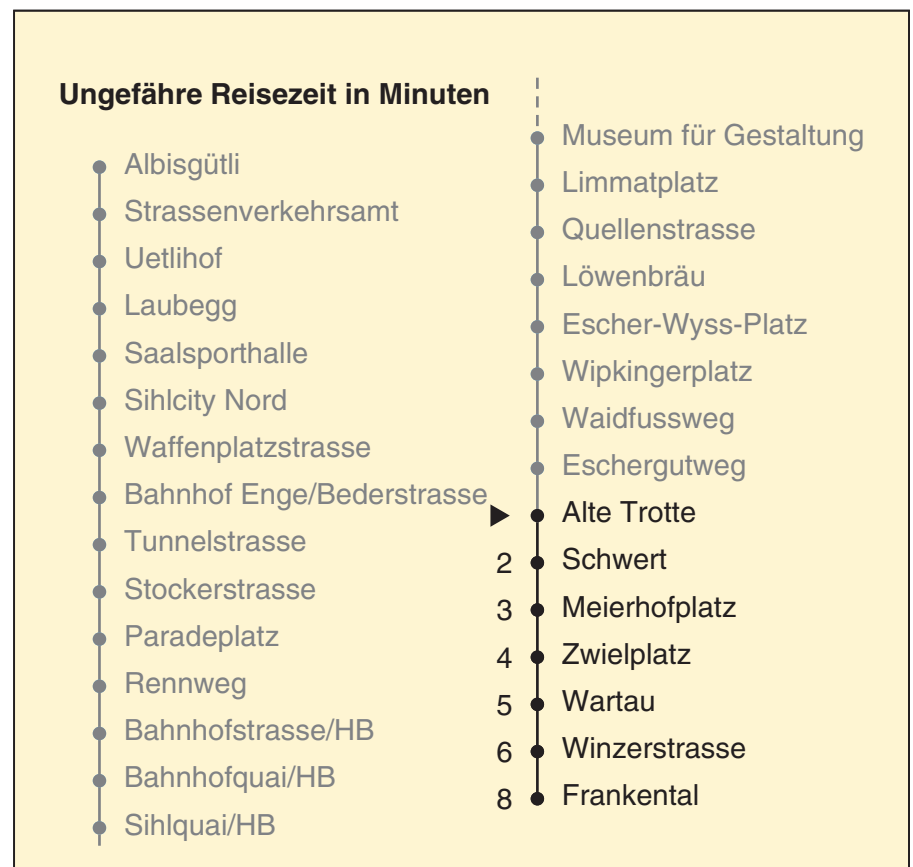 Ungefähre Reisezeit in Minuten
Albisgütli
Strassenverkehrsamt
Uetlihof
Laubegg
Saalsporthalle
Sihlcity Nord
Waffenplatzstrasse
Bahnhof Enge/Bederstrasse
Tunnelstrasse
Stockerstrasse
Paradeplatz
Rennweg
Bahnhofstrasse/HB
Bahnhofquai/HB
Sihlquai/HB
Museum für Gestaltung
Limmatplatz
Quellenstrasse
Löwenbräu
Escher-Wyss-Platz
Wipkingerplatz
Waidfussweg
Eschergutweg
Alte Trotte
2 Schwert
3 Meierhofplatz
4 Zwielplatz
5 Wartau
6 Winzerstrasse
8 Frankental